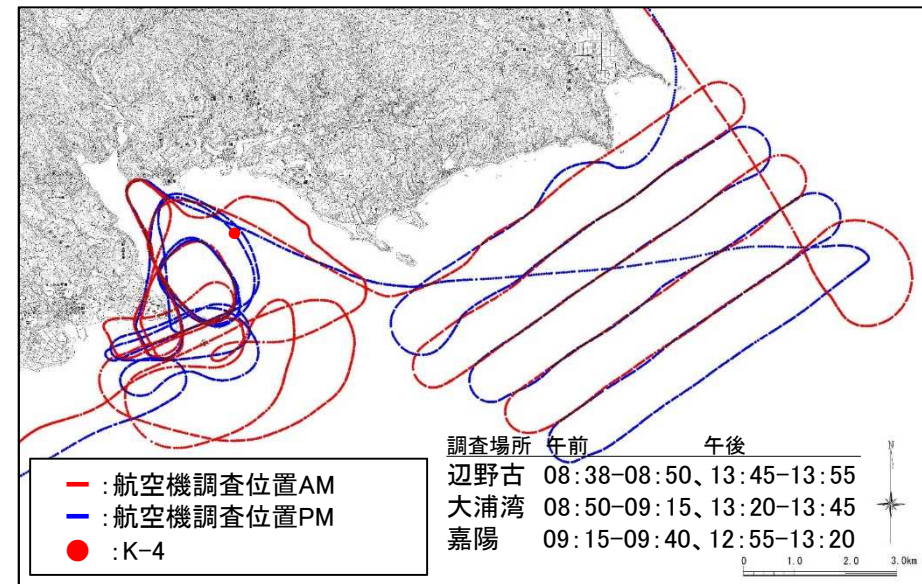 調査場所 午前 午後
辺野古 08:38-08:50、13:45-13:55
大浦湾 08:50-09:15、13:20-13:45
嘉陽 09:15-09:40、12:55-13:20
:航空機調査位置AM
:航空機調査位置PM
:K-4
N
0 1.0 2.0 3.0km